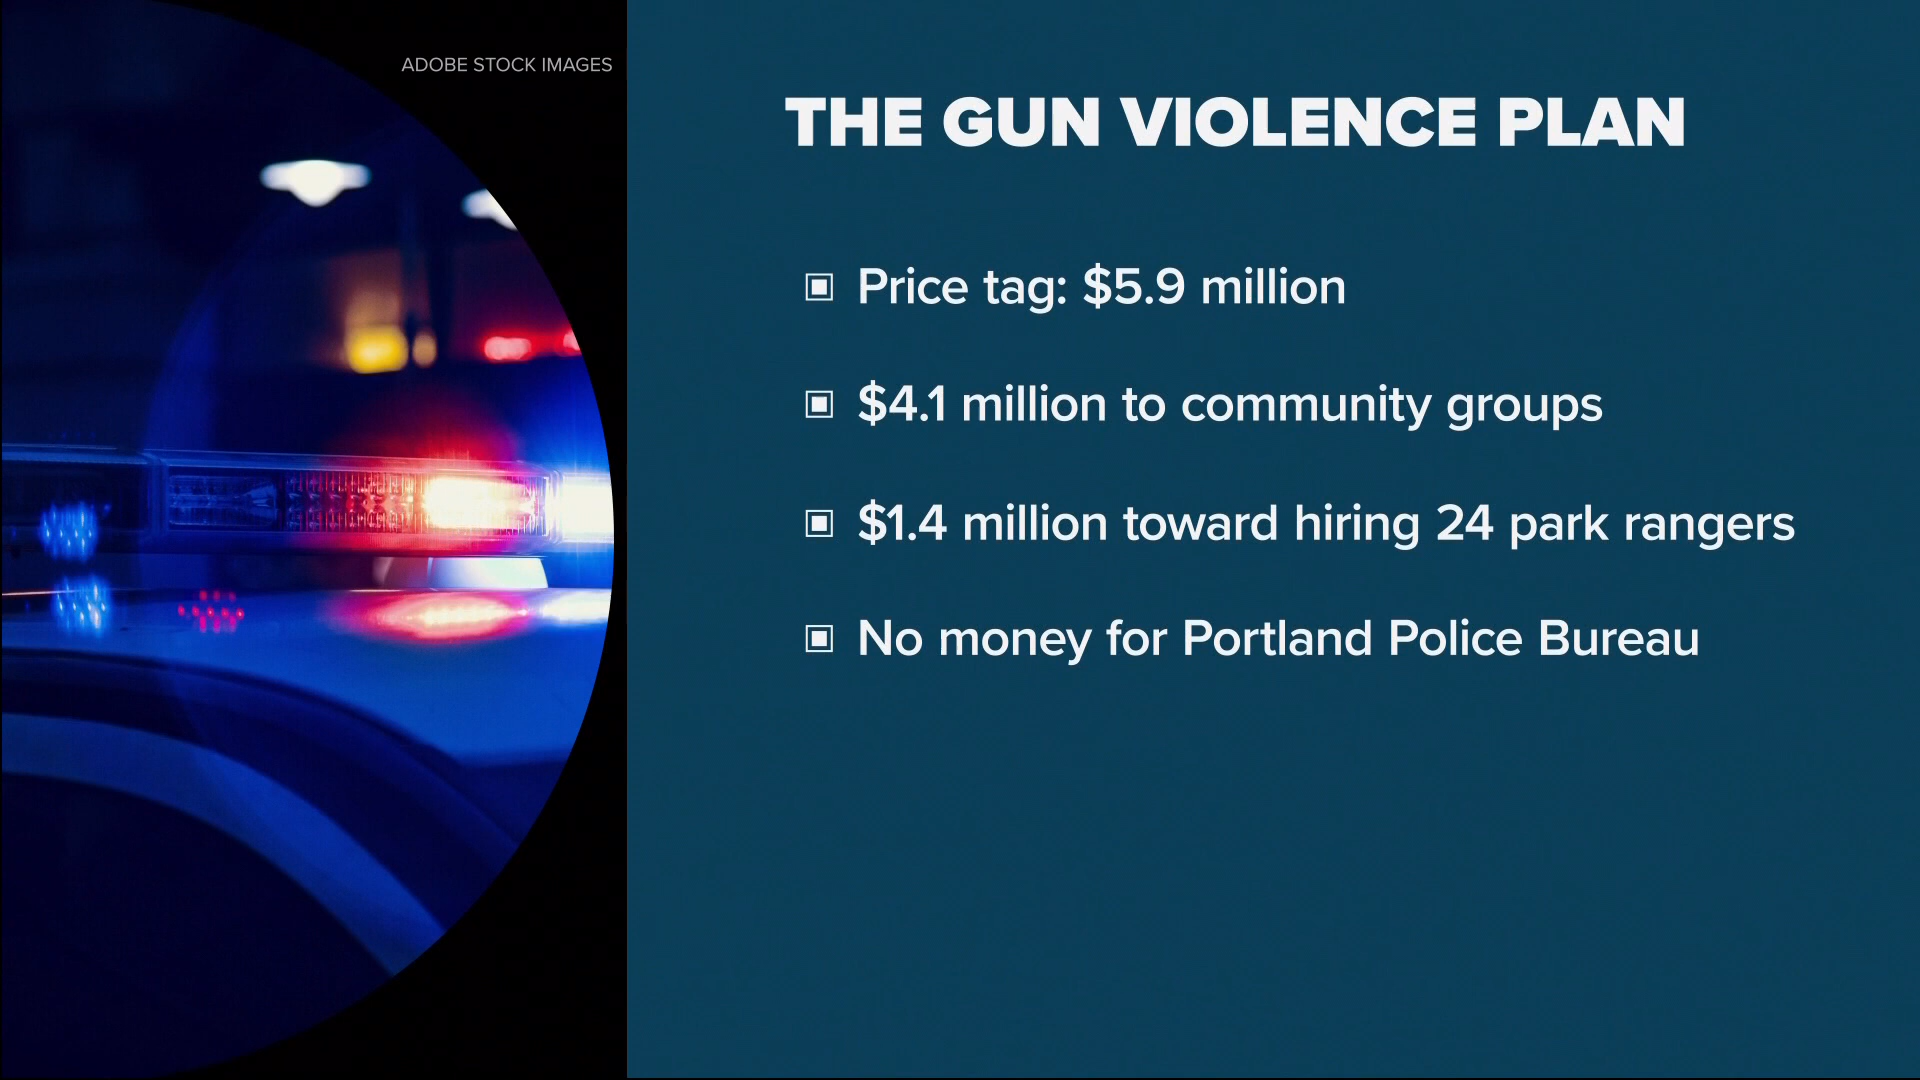 ADOBE STOCK IMAGES
THE GUN VIOLENCE PLAN
Price tag: $5.9 million
$4.1 million to community groups
$1.4 million toward hiring 24 park rangers
No money for Portland Police Bureau